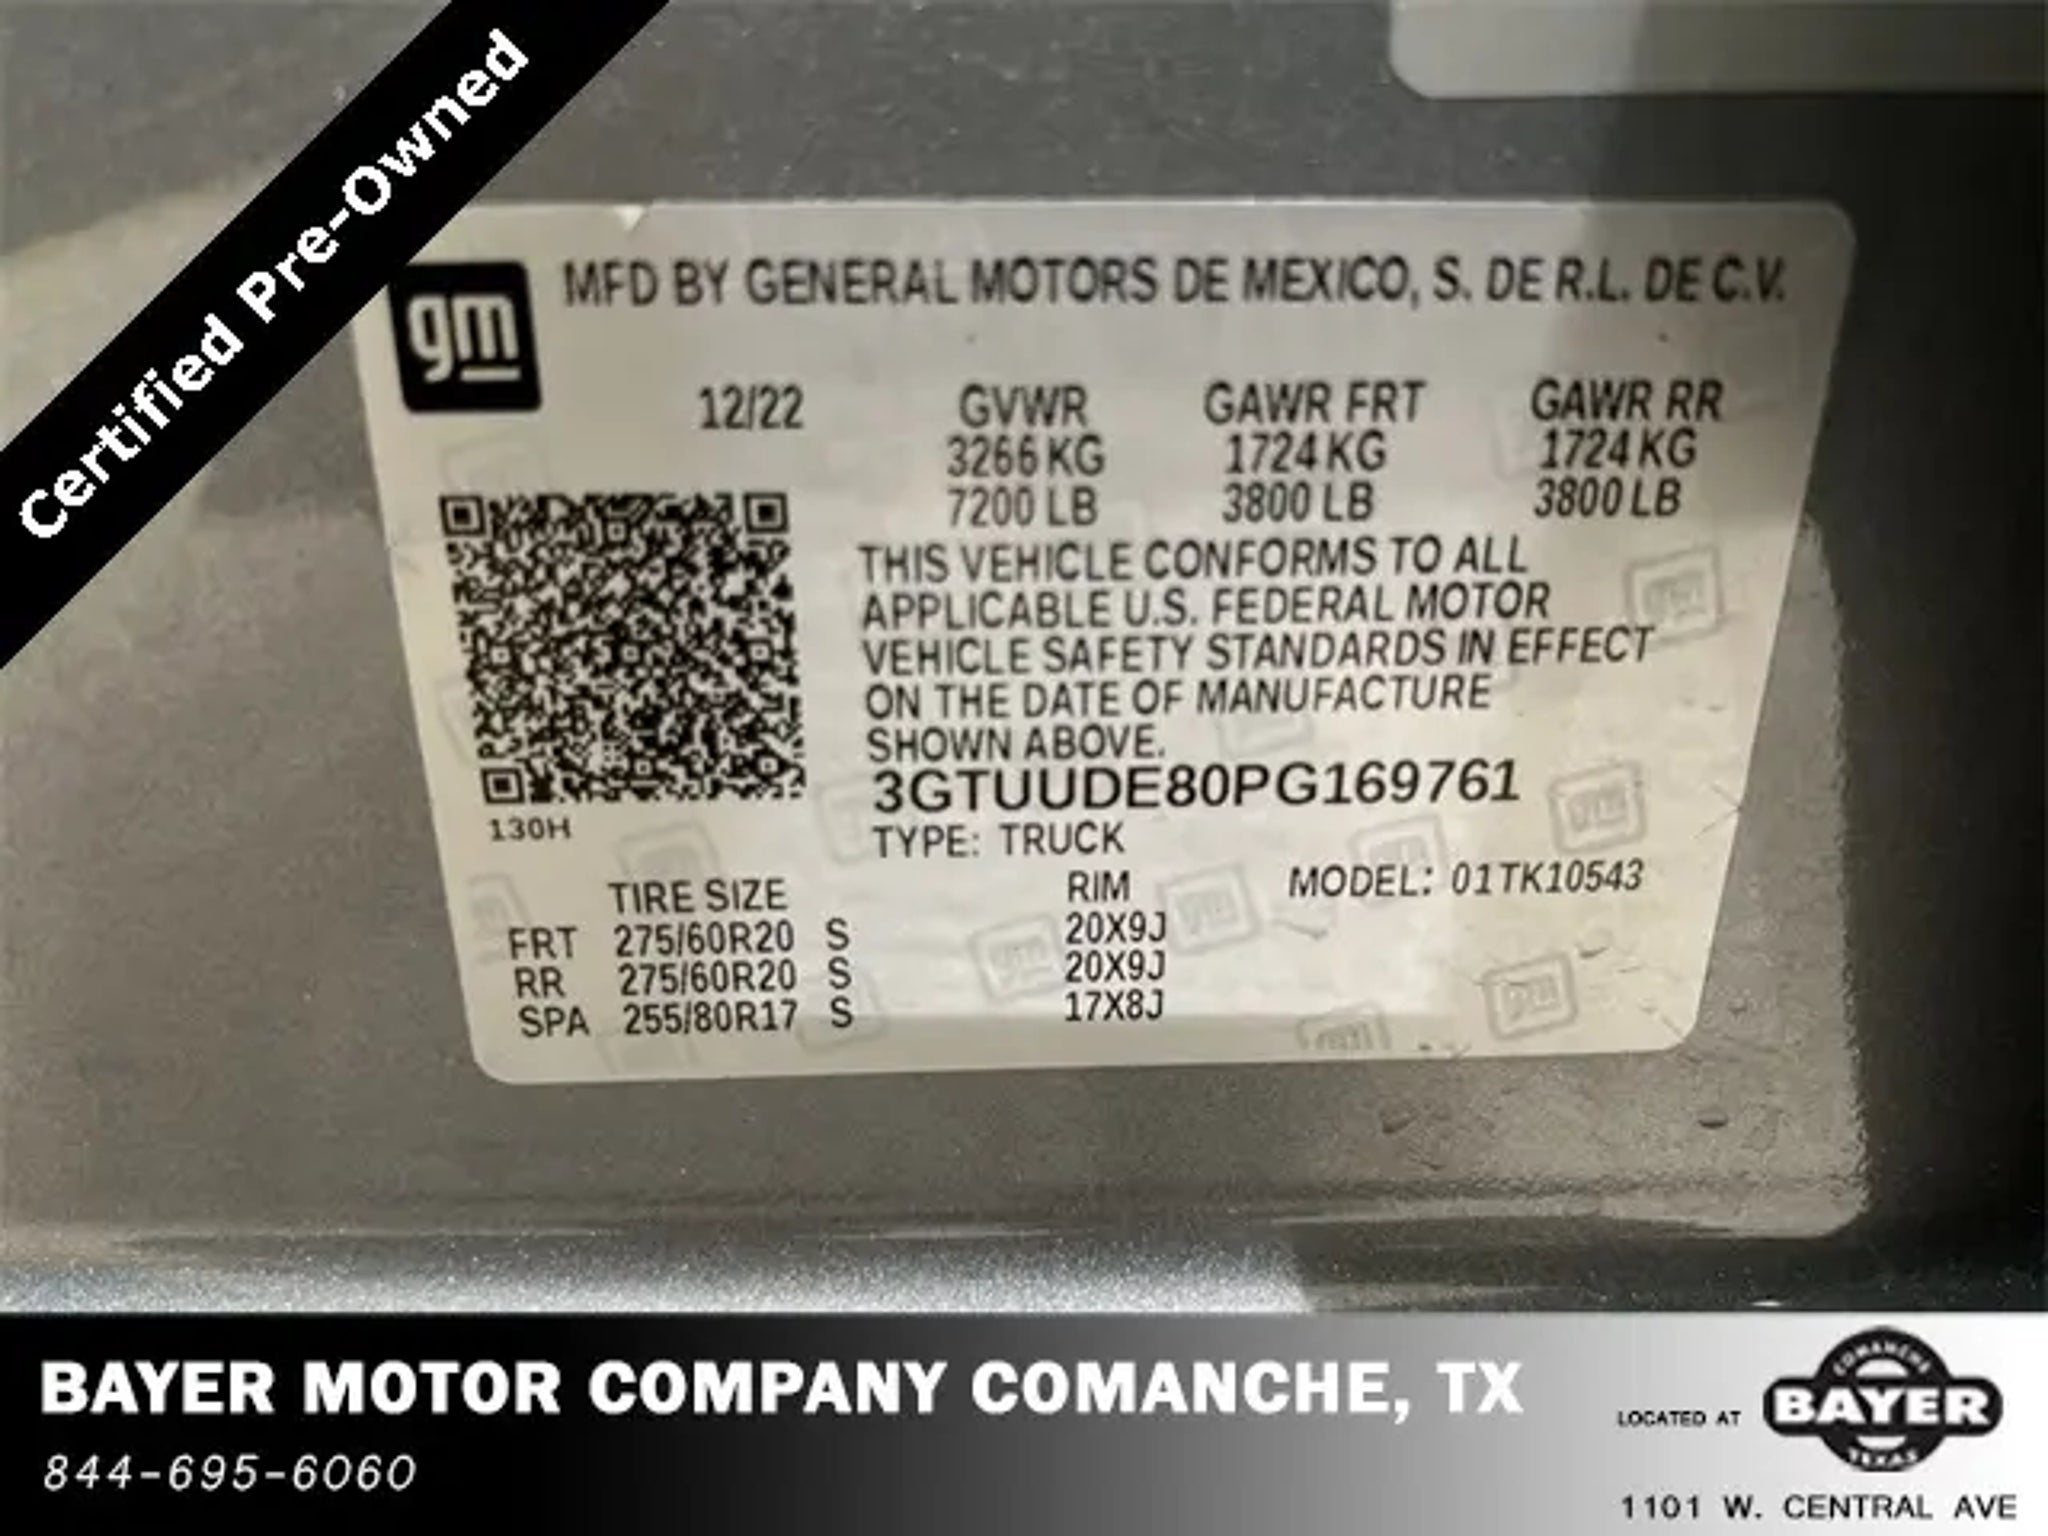 Certified Pre-Owned
gm
MFD BY GENERAL MOTORS DE MEXICO, S. DE R.L. DE C.V.
12/22 GVWR GAWR FRT GAWR RR
3266 KG 1724 KG 1724 KG
7200 LB 3800 LB 3800 LB
THIS VEHICLE CONFORMS TO ALL
APPLICABLE U.S. FEDERAL MOTOR
VEHICLE SAFETY STANDARDS IN EFFECT
ON THE DATE OF MANUFACTURE
SHOWN ABOVE.
3GTUUDE80PG169761
130H
TYPE: TRUCK
TIRE SIZE RIM MODEL: 01TK10543
FRT 275/60R20 S 20X9J
RR 275/60R20 S 20X9J
SPA 255/80R17 S 17X8J
BAYER MOTOR COMPANY COMANCHE, TX
844-695-6060
LOCATED AT
COMANCHE
BAYER
TEXAS
1101 W. CENTRAL AVE